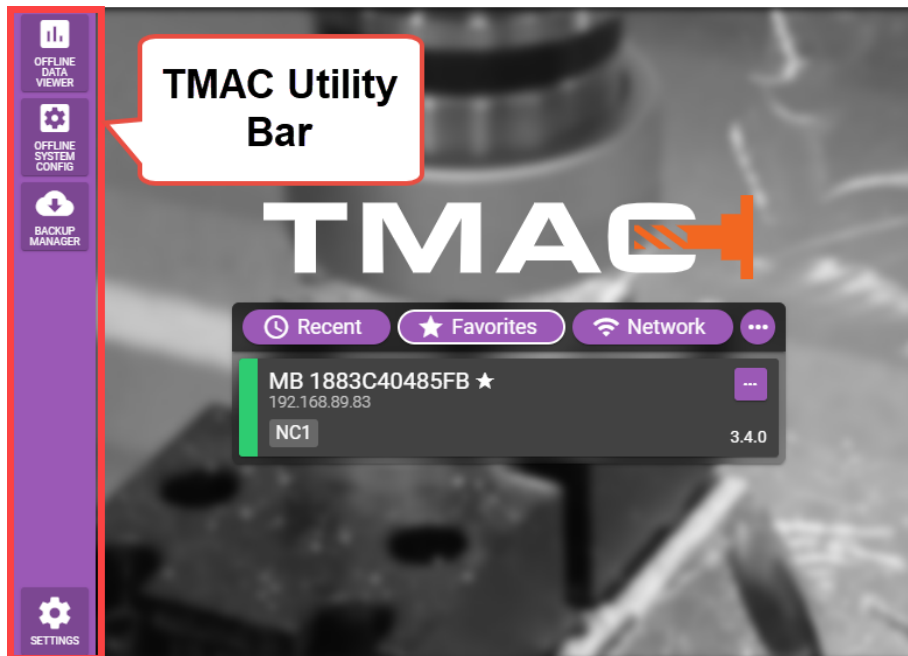 OFFLINE
DATA
VIEWER
OFFLINE
SYSTEM
CONFIG
BACKUP
MANAGER
SETTINGS
TMAC Utility
Bar
TMAC
Recent
Favorites
Network
MB 1883C40485FB ★
192.168.89.83
NC1
3.4.0